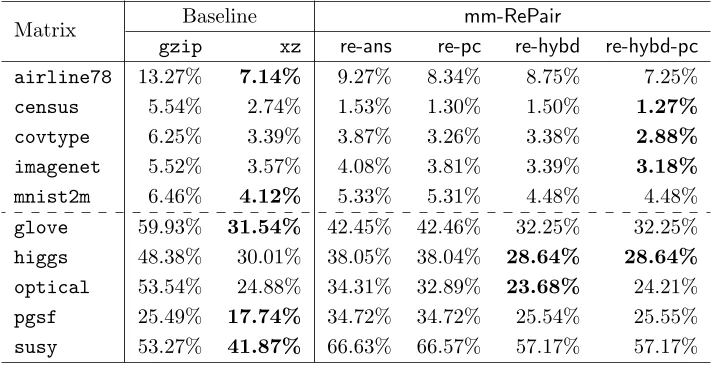 Matrix Baseline mm-RePair
gzip xz re-ans re-pc re-hybd re-hybd-pc
airline78 13.27% 7.14% 9.27% 8.34% 8.75% 7.25%
census 5.54% 2.74% 1.53% 1.30% 1.50% 1.27%
covtype 6.25% 3.39% 3.87% 3.26% 3.38% 2.88%
imagenet 5.52% 3.57% 4.08% 3.81% 3.39% 3.18%
mnist2m 6.46% 4.12% 5.33% 5.31% 4.48% 4.48%
glove 59.93% 31.54% 42.45% 42.46% 32.25% 32.25%
higgs 48.38% 30.01% 38.05% 38.04% 28.64% 28.64%
optical 53.54% 24.88% 34.31% 32.89% 23.68% 24.21%
pgsf 25.49% 17.74% 34.72% 34.72% 25.54% 25.55%
susy 53.27% 41.87% 66.63% 66.57% 57.17% 57.17%